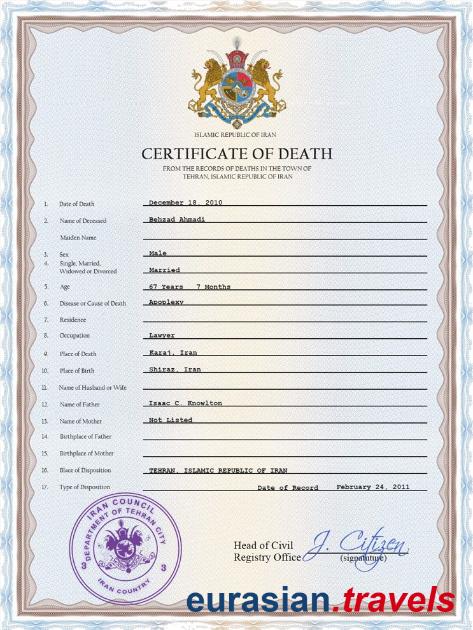 ISLAMIC REPUBLIC OF IRAN
CERTIFICATE OF DEATH
FROM THE RECORDS OF DEATHS IN THE TOWN OF
TEHRAN, ISLAMIC REPUBLIC OF IRAN
1. Date of Death December 18, 2010
2. Name of Deceased Behzad Ahmadi
Maiden Name
3. Sex Male
4. Single, Married,
Widowed or Divorced Married
5. Age 67 Years 7 Months
6. Disease or Cause of Death Apoplexy
7. Residence
8. Occupation Lawyer
9. Place of Death Karaj, Iran
10. Place of Birth Shiraz, Iran
11. Name of Husband or Wife
12. Name of Father Isaac C. Knowlton
13. Name of Mother Not Listed
14. Birthplace of Father
15. Birthplace of Mother
16. Place of Disposition TEHRAN, ISLAMIC REPUBLIC OF IRAN
17. Type of Disposition Date of Record February 24, 2011
IRAN COUNCIL
DEPARTMENT OF TEHRAN CITY
3 3
IRAN COUNTRY
Head of Civil
Registry Office
J. Citizen
(signatuture)
eurasian.travels